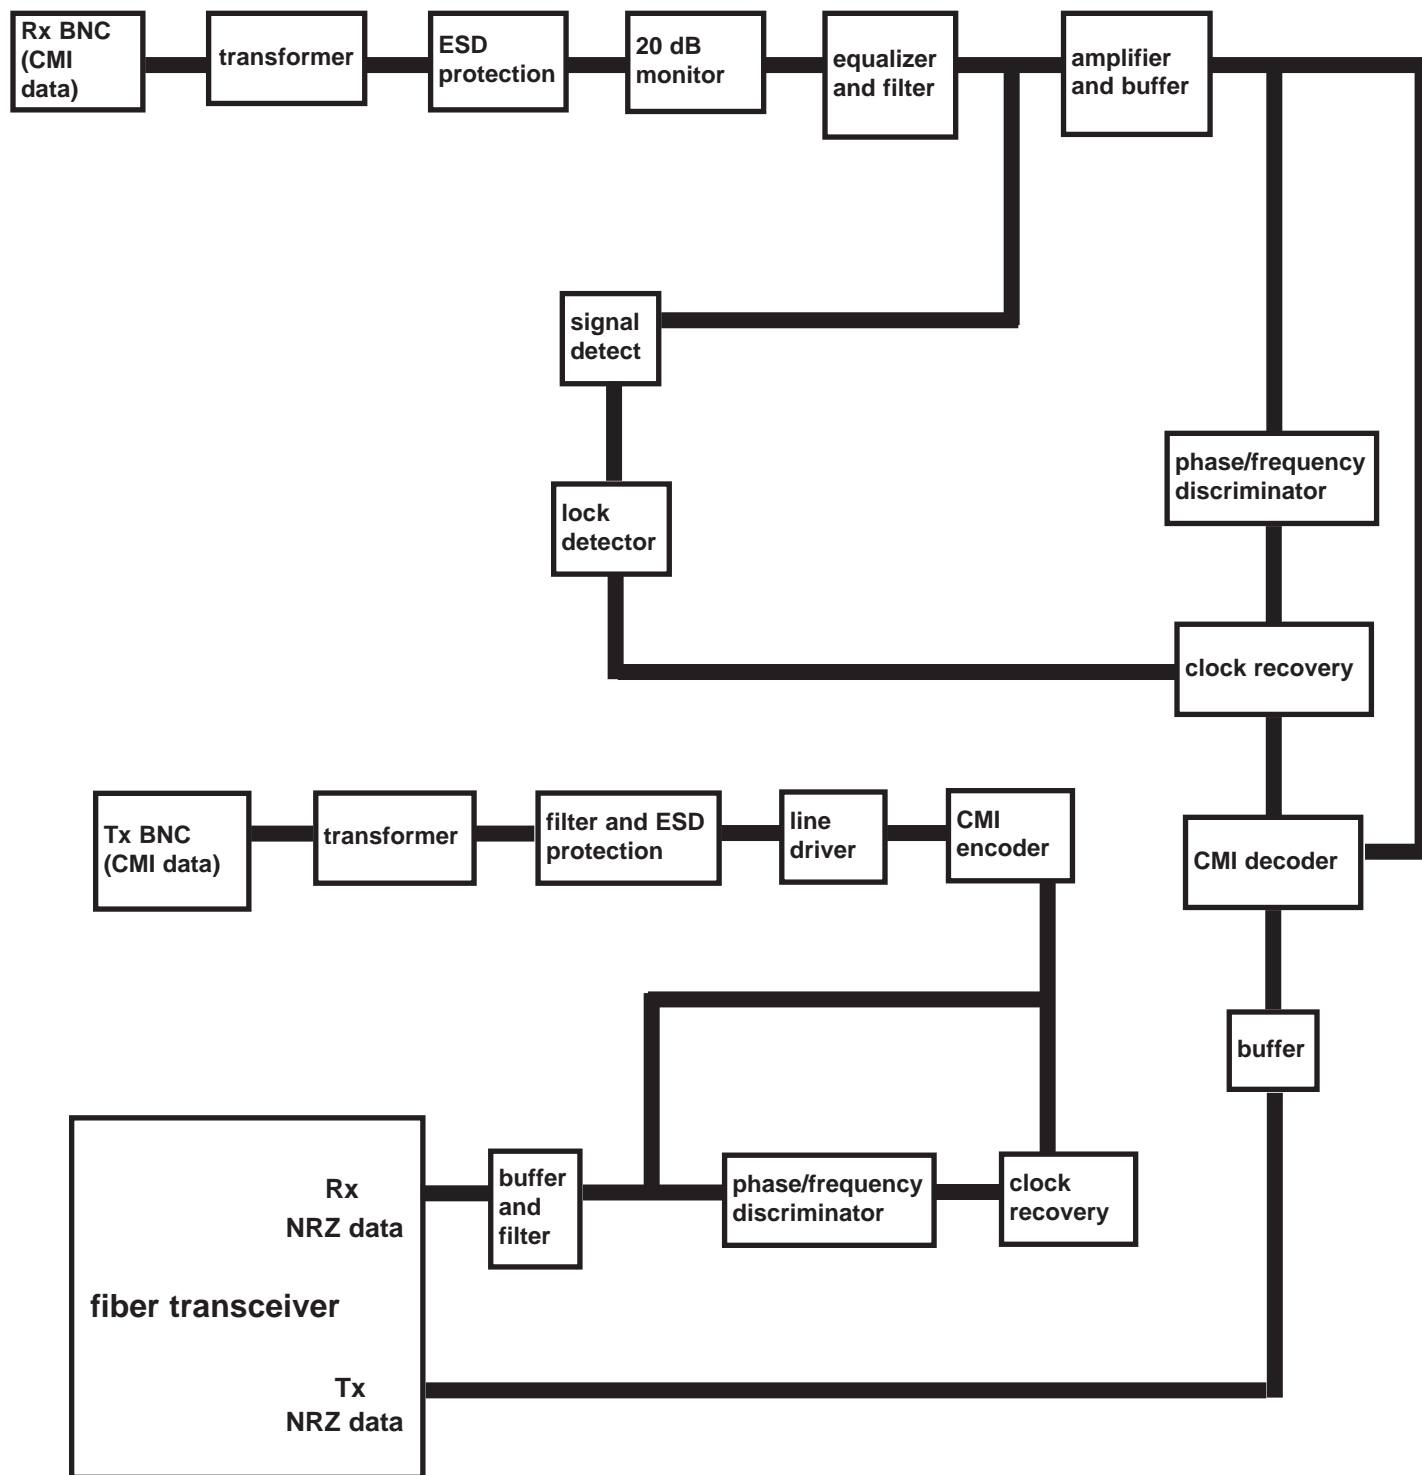 Rx BNC
(CMI
data)
transformer
ESD
protection
20 dB
monitor
equalizer
and filter
amplifier
and buffer
signal
detect
phase/frequency
discriminator
lock
detector
clock recovery
Tx BNC
(CMI data)
transformer
filter and ESD
protection
line
driver
CMI
encoder
CMI decoder
buffer
Rx
NRZ data
buffer
and
filter
phase/frequency
discriminator
clock
recovery
fiber transceiver
Tx
NRZ data